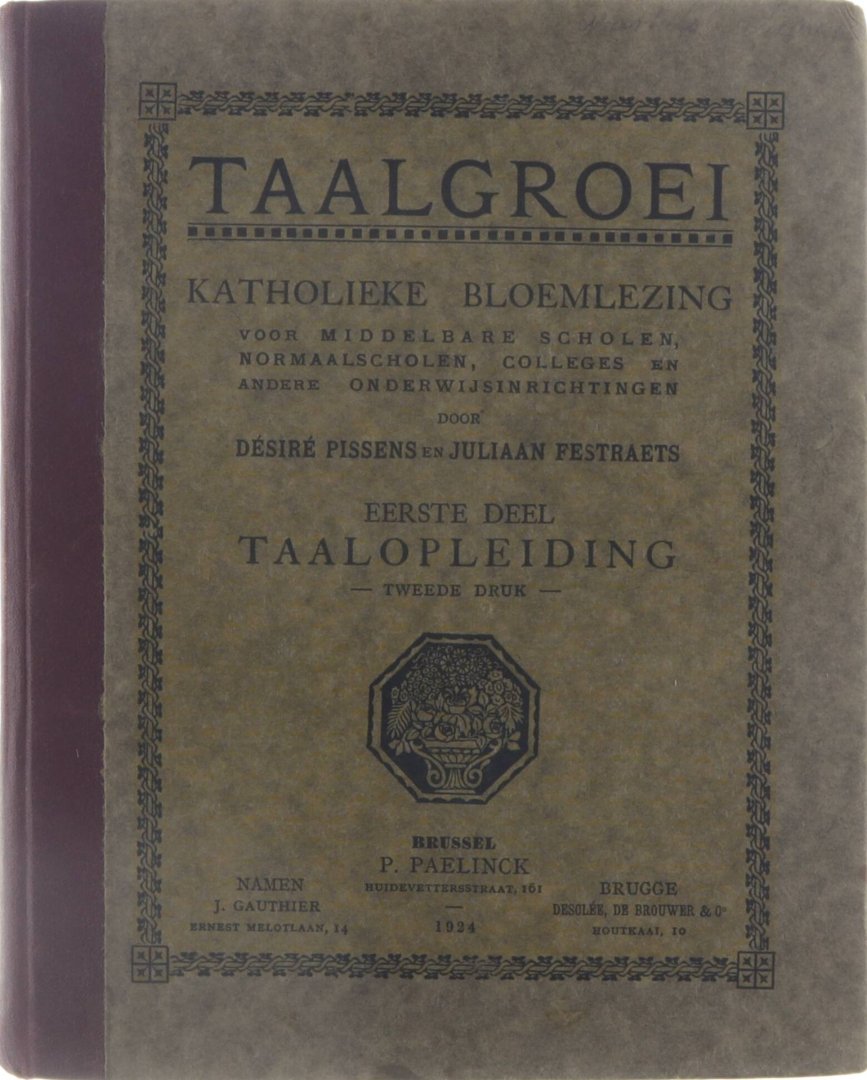 TAALGROEI
KATHOLIEKE BLOEMLEZING
VOOR MIDDELBARE SCHOLEN,
NORMAALSCHOLEN, COLLEGES EN
ANDERE ONDERWIJSINRICHTINGEN
DOOR
DÉSIRÉ PISSENS EN JULIAAN FESTRAETS
EERSTE DEEL
TAALOPLEIDING
— TWEEDE DRUK —
BRUSSEL
P. PAELINCK
HUIDEVETTERSSTRAAT, 161
—
1924
NAMEN
J. GAUTHIER
ERNEST MELOTLAAN, 14
BRUGGE
DESCLÉE, DE BROUWER & Co
HOUTKAAI, 10